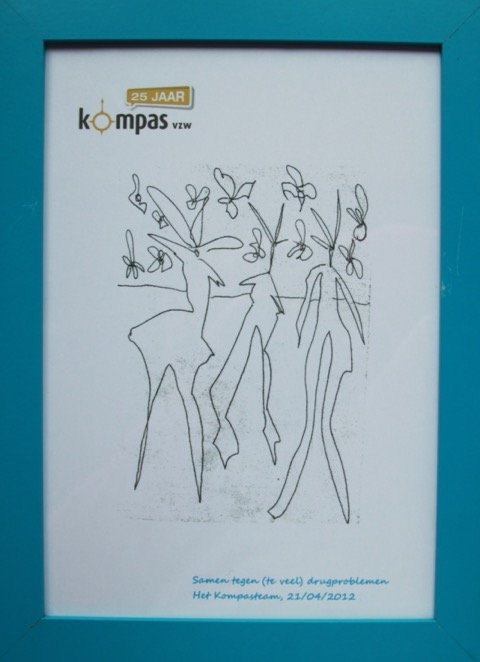 25 JAAR
kompas vzw
Samen tegen (te veel) drugproblemen
Het Kompasteam, 21/04/2012